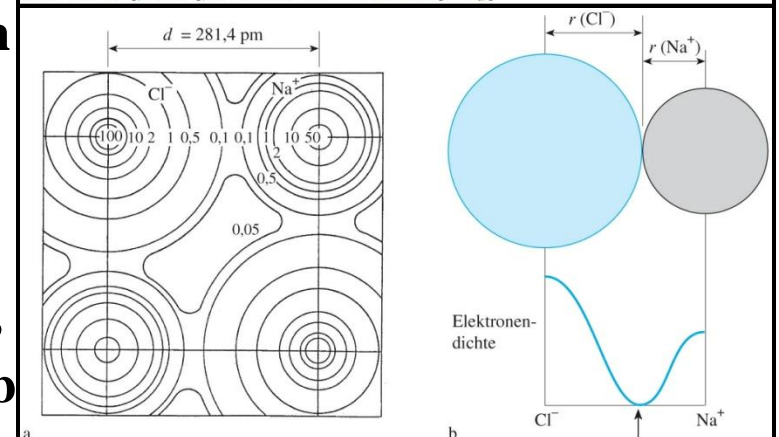 d = 281,4 pm
Cl⁻ Na⁺
100 10 2 1 0,5 0,1 0,1 1 10 50
2
0,5
0,05
a
r (Cl⁻)
r (Na⁺)
Elektronen-
dichte
Cl⁻ Na⁺
b